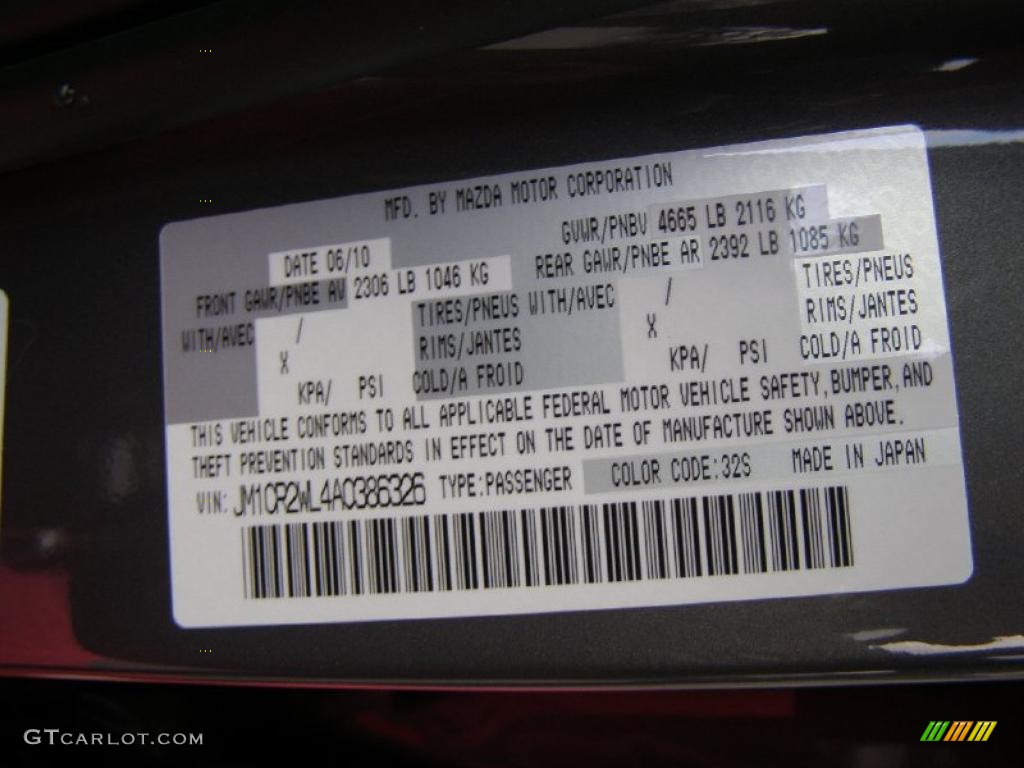 MFD. BY MAZDA MOTOR CORPORATION
DATE 06/10 GVWR/PNBV 4665 LB 2116 KG
FRONT GAWR/PNBE AV 2306 LB 1046 KG REAR GAWR/PNBE AR 2392 LB 1085 KG
WITH/AVEC / TIRES/PNEUS WITH/AVEC / TIRES/PNEUS
X RIMS/JANTES X RIMS/JANTES
KPA/ PSI COLD/A FROID KPA/ PSI COLD/A FROID
THIS VEHICLE CONFORMS TO ALL APPLICABLE FEDERAL MOTOR VEHICLE SAFETY,BUMPER,AND
THEFT PREVENTION STANDARDS IN EFFECT ON THE DATE OF MANUFACTURE SHOWN ABOVE.
VIN: JM1CR2WL4A0386326 TYPE:PASSENGER COLOR CODE:32S MADE IN JAPAN
GTCARLOT.COM